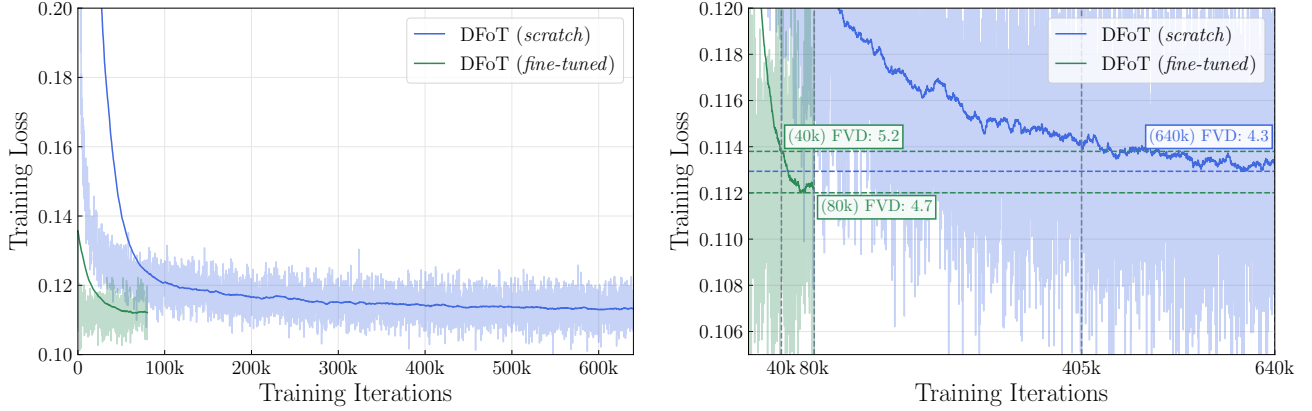 0.20
0.18
0.16
0.14
0.12
0.10
Training Loss
DFoT (scratch)
DFoT (fine-tuned)
0 100k 200k 300k 400k 500k 600k
Training Iterations
0.120
0.118
0.116
0.114
0.112
0.110
0.108
0.106
Training Loss
DFoT (scratch)
DFoT (fine-tuned)
(40k) FVD: 5.2
(640k) FVD: 4.3
(80k) FVD: 4.7
40k 80k 405k 640k
Training Iterations